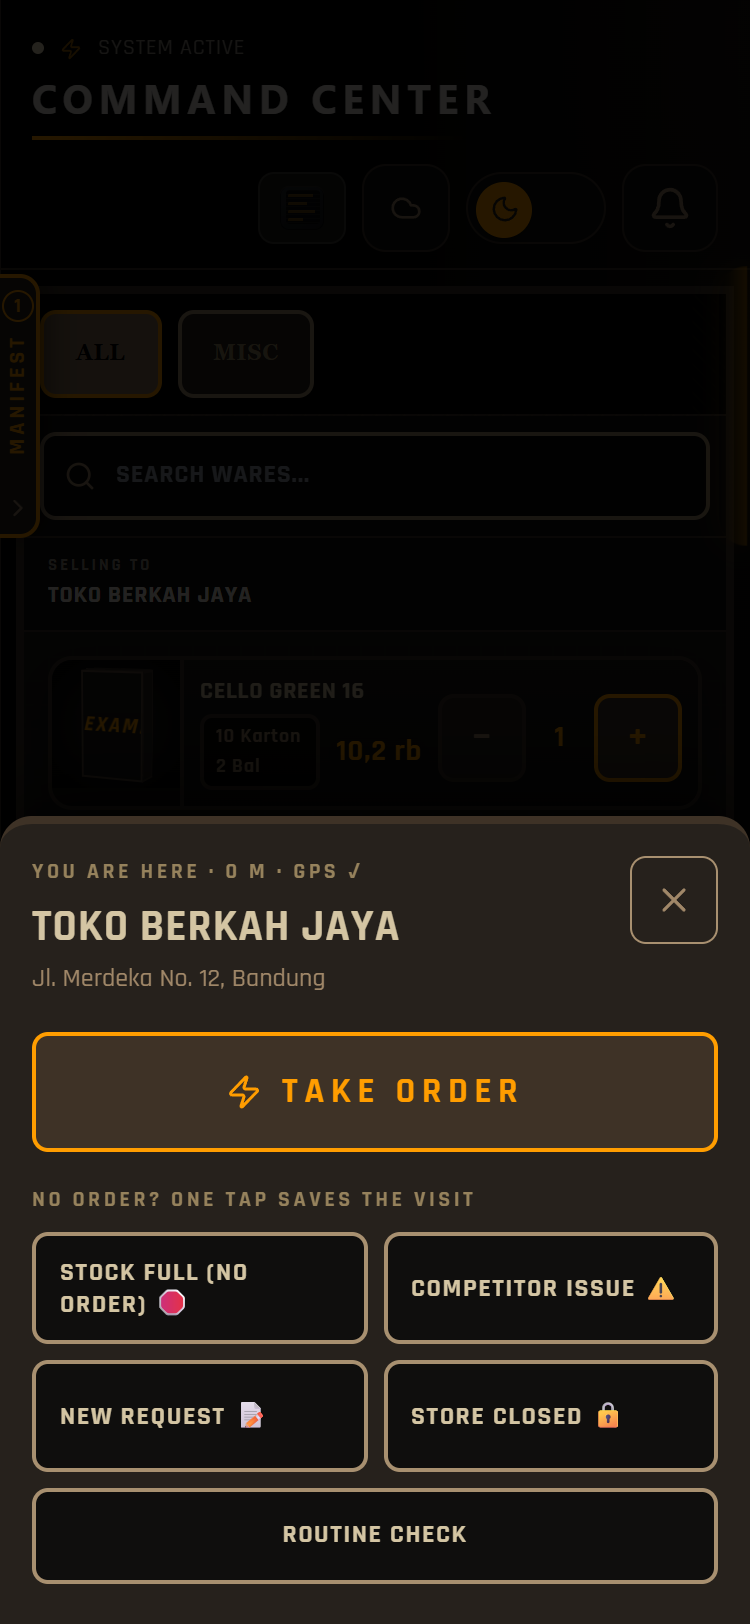 SYSTEM ACTIVE
COMMAND CENTER
1
MANIFEST
ALL
MISC
SEARCH WARES...
SELLING TO
TOKO BERKAH JAYA
EXAM
CELLO GREEN 16
10 Karton
2 Bal
10,2 rb
−
1
+
YOU ARE HERE · 0 M · GPS ✓
TOKO BERKAH JAYA
Jl. Merdeka No. 12, Bandung
TAKE ORDER
NO ORDER? ONE TAP SAVES THE VISIT
STOCK FULL (NO
ORDER) 🛑
COMPETITOR ISSUE ⚠️
NEW REQUEST 📝
STORE CLOSED 🔒
ROUTINE CHECK